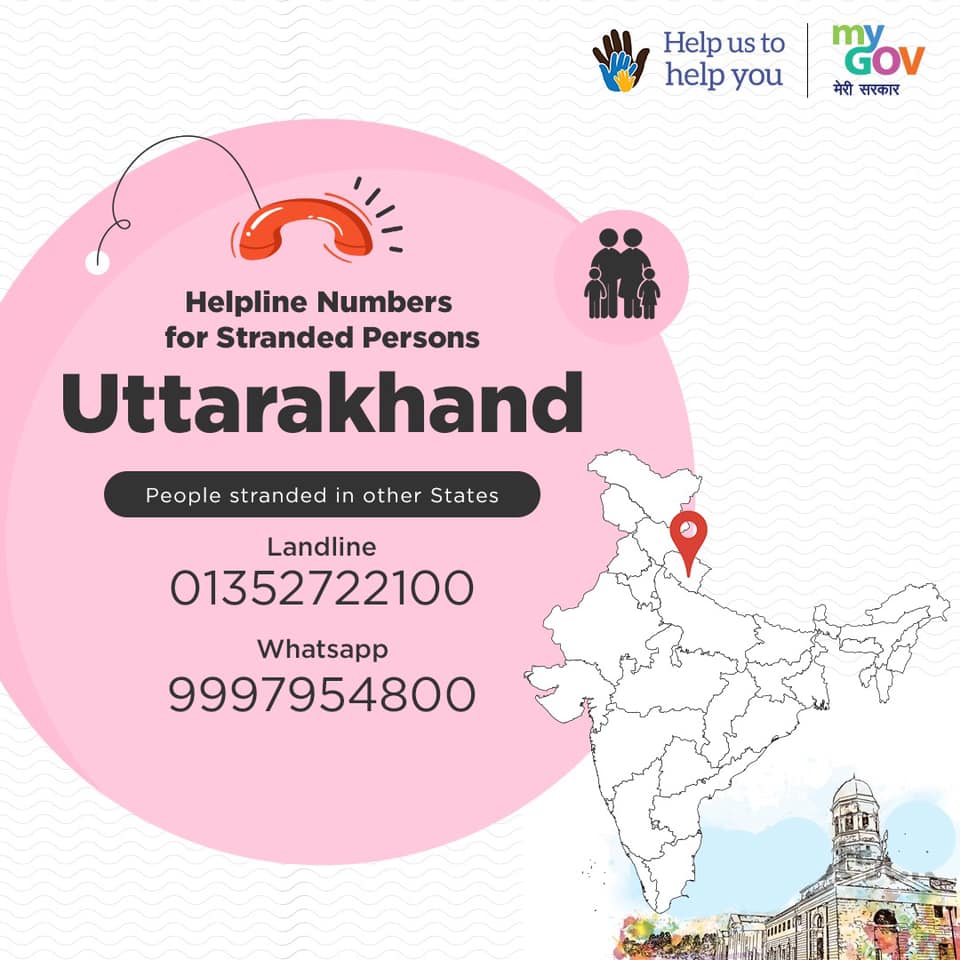 Help us to
help you
my
GOV
मेरी सरकार
Helpline Numbers
for Stranded Persons
Uttarakhand
People stranded in other States
Landline
01352722100
Whatsapp
9997954800